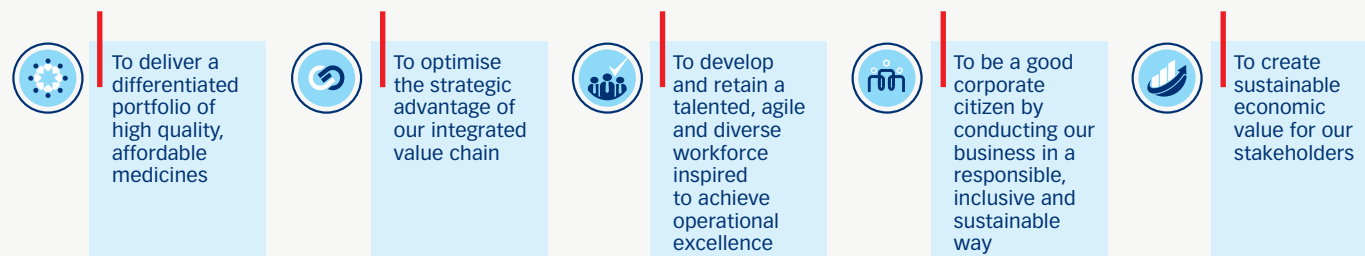 To deliver a
differentiated
portfolio of
high quality,
affordable
medicines
To optimise
the strategic
advantage of
our integrated
value chain
To develop
and retain a
talented, agile
and diverse
workforce
inspired
to achieve
operational
excellence
To be a good
corporate
citizen by
conducting our
business in a
responsible,
inclusive and
sustainable
way
To create
sustainable
economic
value for our
stakeholders